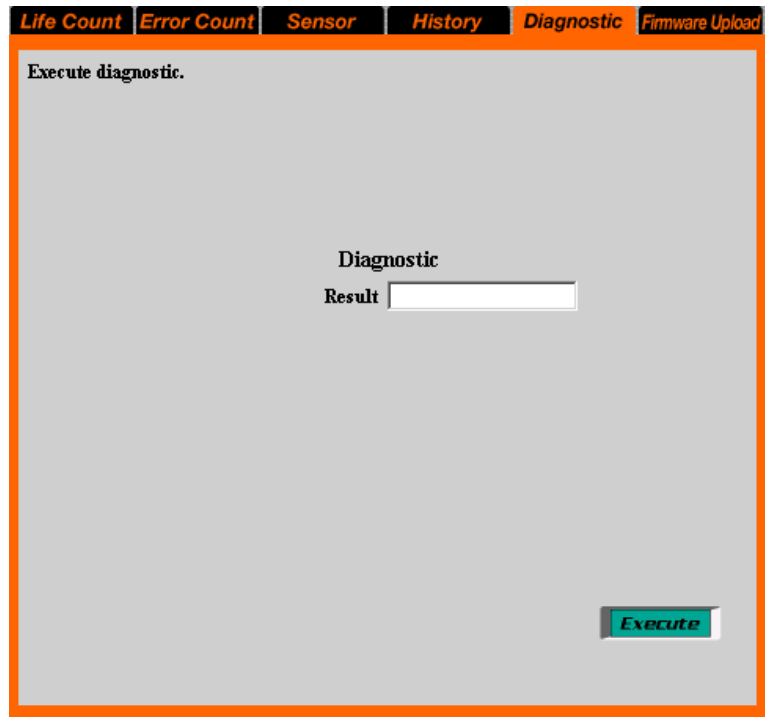 Life Count Error Count Sensor History Diagnostic Firmware Upload
Execute diagnostic.
Diagnostic
Result
Execute